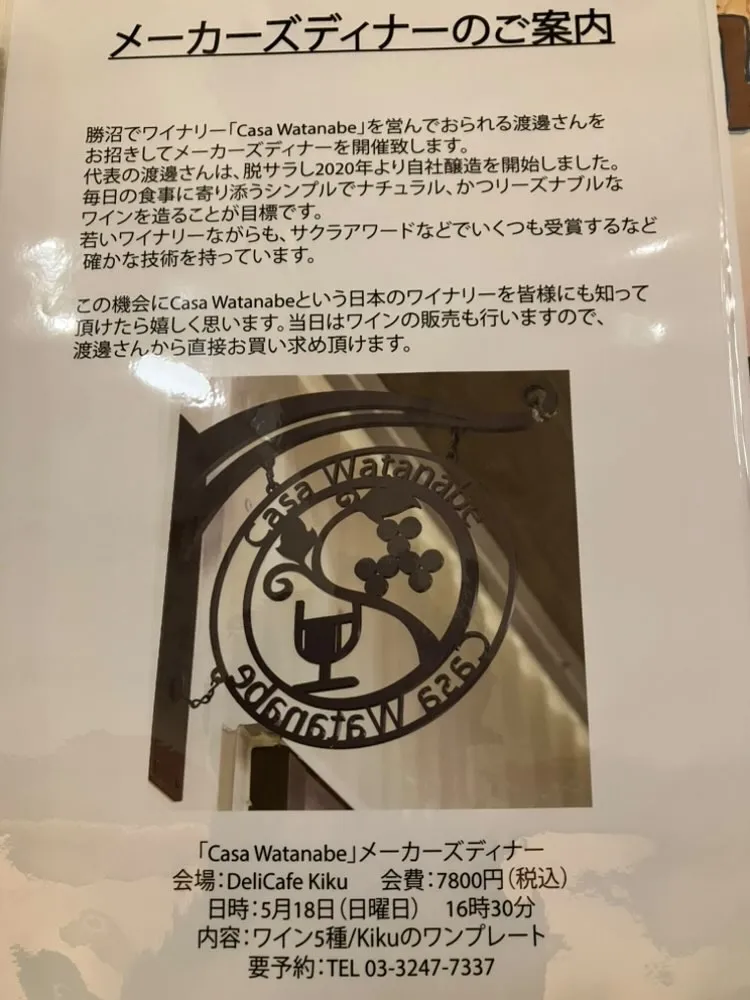 メーカーズディナーのご案内
勝沼でワイナリー「Casa Watanabe」を営んでおられる渡邊さんを
お招きしてメーカーズディナーを開催致します。
代表の渡邊さんは、脱サラし2020年より自社醸造を開始しました。
毎日の食事に寄り添うシンプルでナチュラル、かつリーズナブルな
ワインを造ることが目標です。
若いワイナリーながらも、サクラアワードなどでいくつも受賞するなど
確かな技術を持っています。
この機会にCasa Watanabeという日本のワイナリーを皆様にも知って
頂けたら嬉しく思います。当日はワインの販売も行いますので、
渡邊さんから直接お買い求め頂けます。
Casa Watanabe
Casa Watanabe
「Casa Watanabe」メーカーズディナー
会場：DeliCafe Kiku　会費：7800円（税込）
日時：5月18日（日曜日）　16時30分
内容：ワイン5種/Kikuのワンプレート
要予約：TEL 03-3247-7337